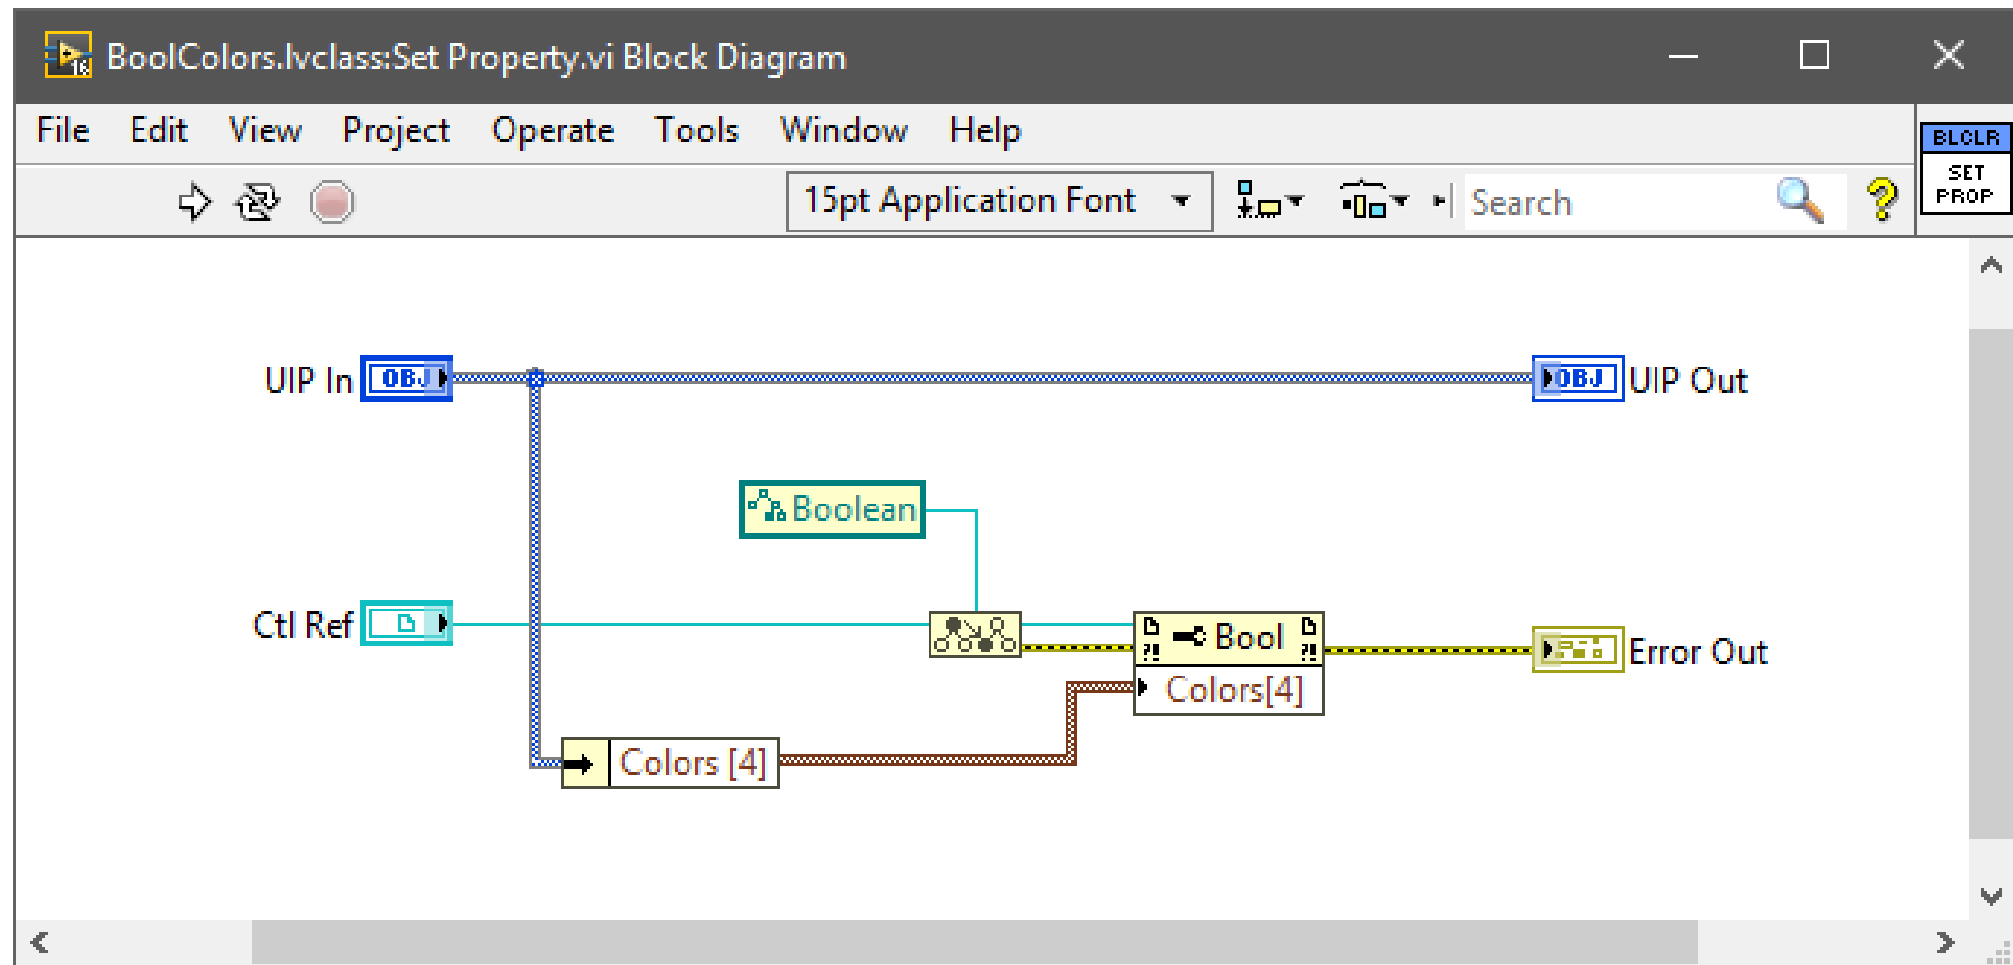 BoolColors.lvclass:Set Property.vi Block Diagram
File Edit View Project Operate Tools Window Help
BLCLR
SET
PROP
15pt Application Font
Search
UIP In
OBJ
OBJ
UIP Out
Boolean
Ctl Ref
Bool
Colors[4]
Error Out
Colors [4]